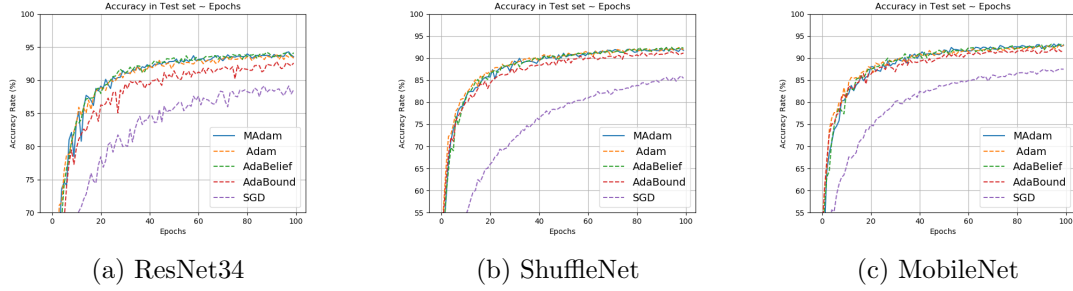 Accuracy in Test set ~ Epochs
Accuracy Rate (%)
100
95
90
85
80
75
70
0 20 40 60 80 100
Epochs
MAdam
Adam
AdaBelief
AdaBound
SGD
(a) ResNet34
Accuracy in Test set ~ Epochs
Accuracy Rate (%)
100
95
90
85
80
75
70
65
60
55
0 20 40 60 80 100
Epochs
MAdam
Adam
AdaBelief
AdaBound
SGD
(b) ShuffleNet
Accuracy in Test set ~ Epochs
Accuracy Rate (%)
100
95
90
85
80
75
70
65
60
55
0 20 40 60 80 100
Epochs
MAdam
Adam
AdaBelief
AdaBound
SGD
(c) MobileNet